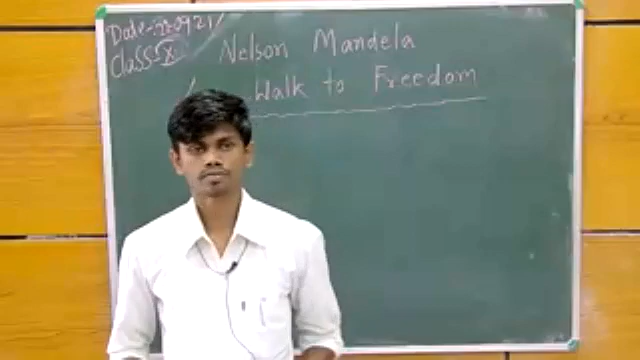 Date-
Class X
Nelson Mandela
Walk to Freedom